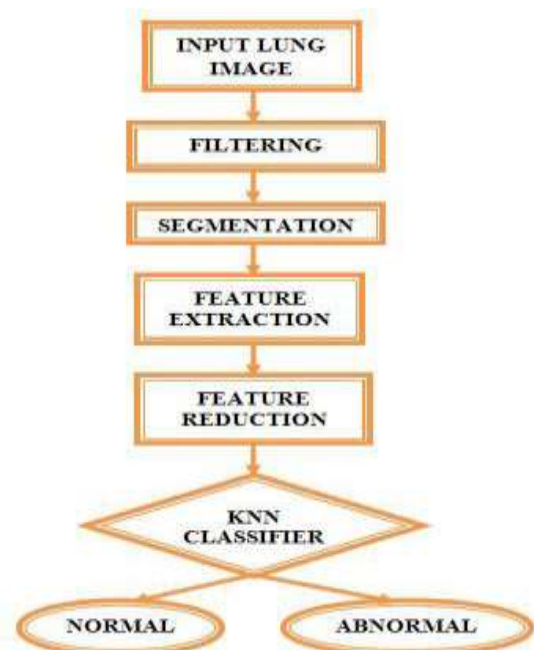 INPUT LUNG
IMAGE
FILTERING
SEGMENTATION
FEATURE
EXTRACTION
FEATURE
REDUCTION
KNN
CLASSIFIER
NORMAL
ABNORMAL